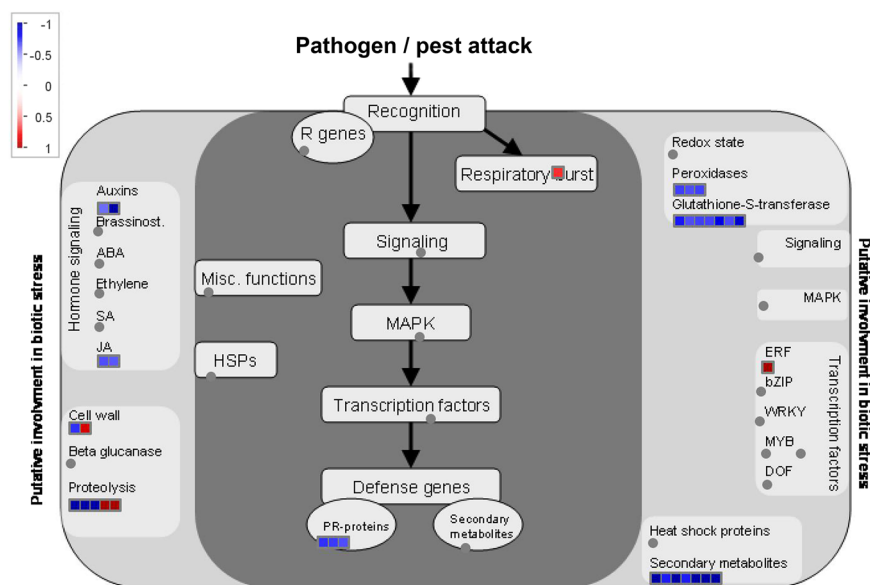 -1
-0.5
0
0.5
1
Pathogen / pest attack
Recognition
R genes
Respiratory burst
Signaling
Misc. functions
MAPK
HSPs
Transcription factors
Defense genes
PR-proteins
Secondary
metabolites
Putative involvment in biotic stress
Hormone signaling
Auxins
Brassinost.
ABA
Ethylene
SA
JA
Cell wall
Beta glucanase
Proteolysis
Redox state
Peroxidases
Glutathione-S-transferase
Signaling
MAPK
ERF
bZIP
WRKY
MYB
DOF
Transcription factors
Heat shock proteins
Secondary metabolites
Putative involvment in biotic stress